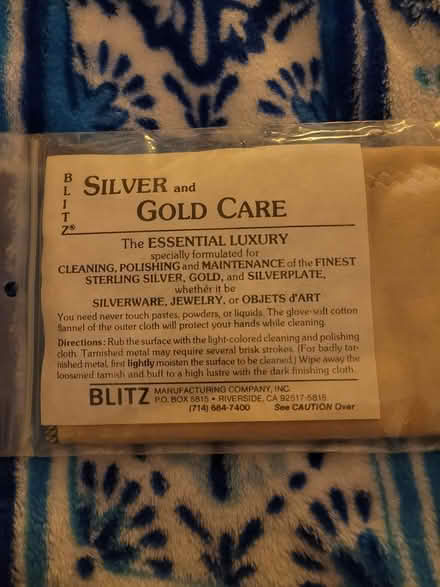 BLITZ®
SILVER and
GOLD CARE
The ESSENTIAL LUXURY
specially formulated for
CLEANING, POLISHING and MAINTENANCE of the FINEST
STERLING SILVER, GOLD, and SILVERPLATE,
whether it be
SILVERWARE, JEWELRY, or OBJETS d'ART
You need never touch pastes, powders, or liquids. The glove-soft cotton
flannel of the outer cloth will protect your hands while cleaning.
Directions: Rub the surface with the light-colored cleaning and polishing
cloth. Tarnished metal may require several brisk strokes. (For badly tar-
nished metal, first lightly moisten the surface to be cleaned.) Wipe away the
loosened tarnish and buff to a high lustre with the dark finishing cloth.
BLITZ MANUFACTURING COMPANY, INC.
P.O. BOX 5815 • RIVERSIDE, CA 92517-5815
(714) 684-7400 See CAUTION Over